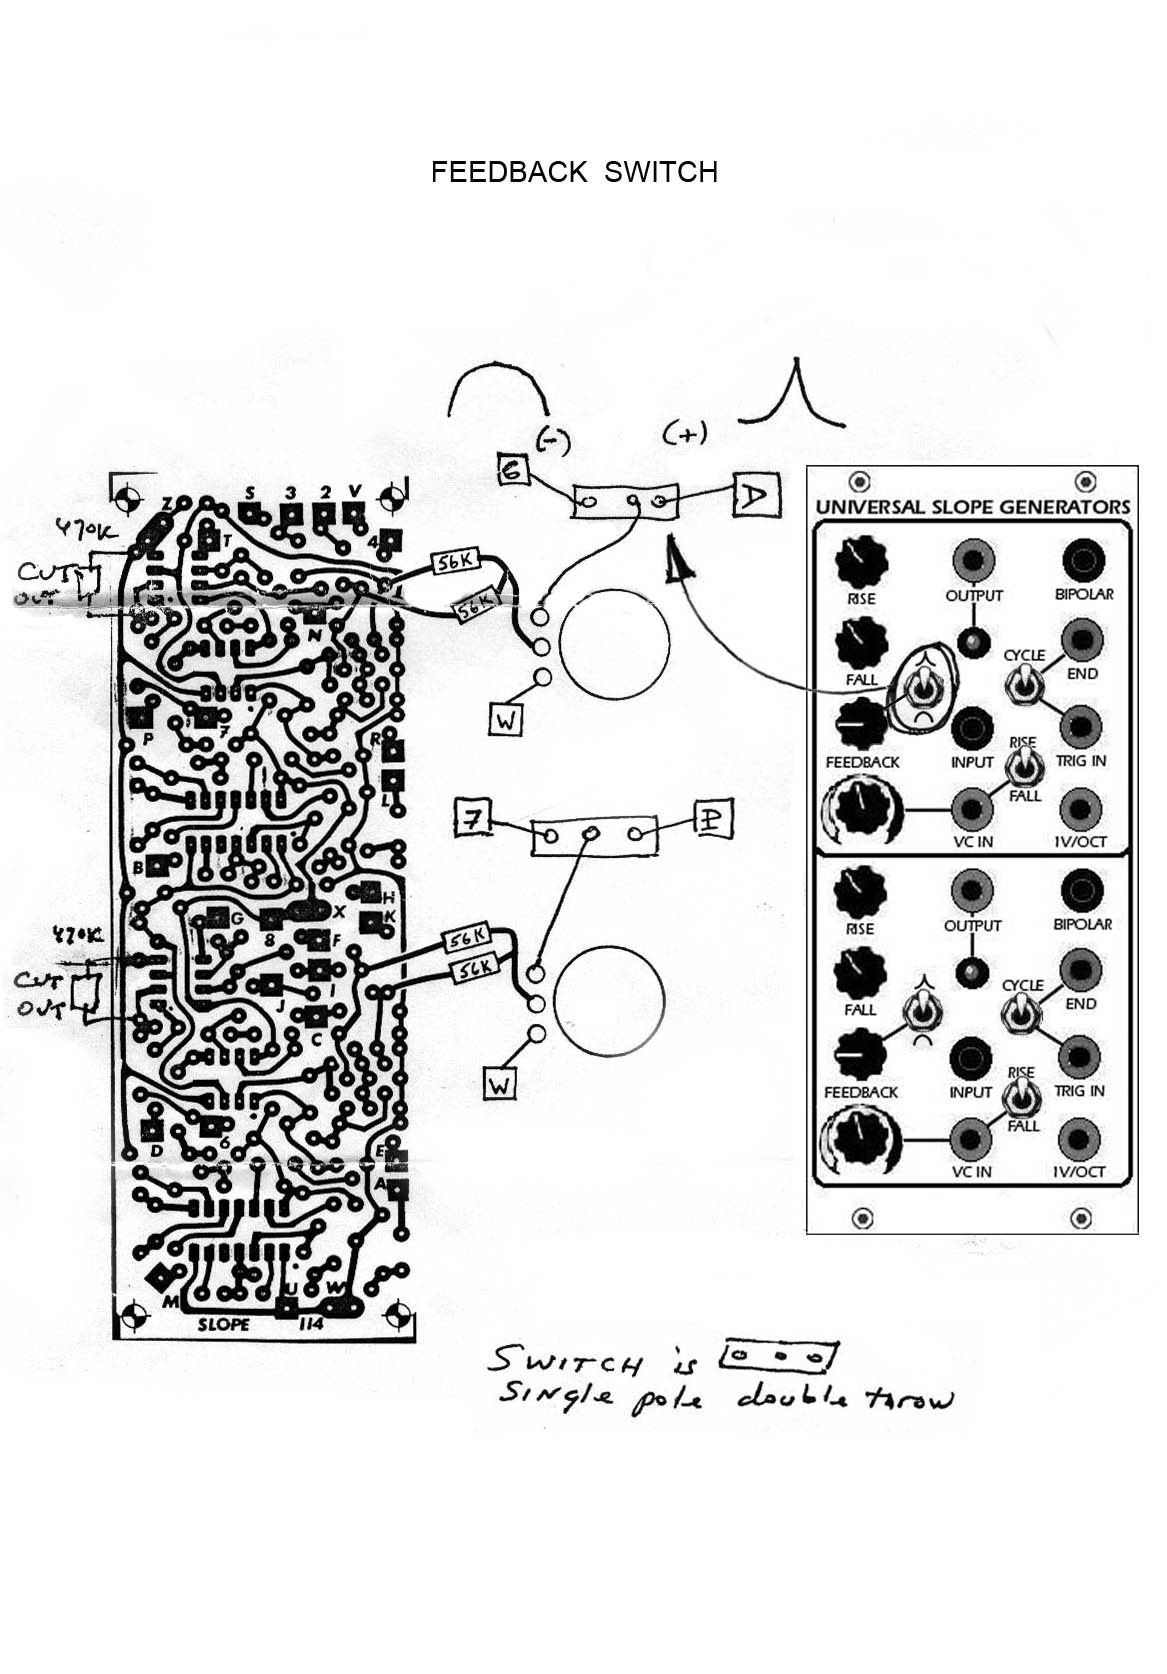 FEEDBACK SWITCH
(-)
(+)
6
D
470K
CUT
OUT
Z
S
3
2
V
T
4
N
56K
56K
W
P
7
R
L
7
P
B
G
8
X
H
K
F
J
I
C
470K
CUT
OUT
56K
56K
W
D
6
E
A
M
U
W
SLOPE
114
UNIVERSAL SLOPE GENERATORS
RISE
OUTPUT
BIPOLAR
FALL
CYCLE
END
FEEDBACK
INPUT
RISE
TRIG IN
FALL
VC IN
1V/OCT
RISE
OUTPUT
BIPOLAR
FALL
CYCLE
END
FEEDBACK
INPUT
RISE
TRIG IN
FALL
VC IN
1V/OCT
SWITCH is
SINGle pole double throw